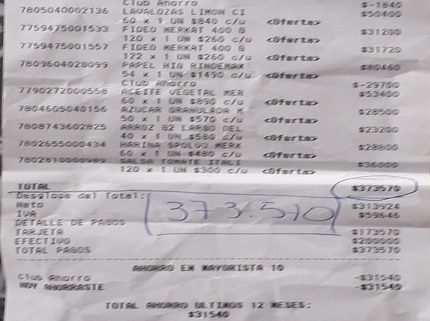 Club Ahorro $-1840
7805040002136 LAVALOZAS LIMON CI $50400
60 x 1 UN $840 c/u <Oferta>
7759475001533 FIDEO MERKAT 400 G $31200
120 x 1 UN $260 c/u <Oferta>
7759475001557 FIDEO MERKAT 400 G $31720
122 x 1 UN $260 c/u <Oferta>
7809604028099 PAPEL HIG $80460
54 x 1 UN $1490 c/u <Oferta>
Club Ahorro $-29700
7790272000558 ACEITE VEGETAL MER $53400
60 x 1 UN $890 c/u <Oferta>
7804605040156 AZUCAR GRANULADA $28500
50 x 1 UN $570 c/u <Oferta>
7808743602825 ARROZ G2 LARGO DEL $23200
40 x 1 UN $580 c/u <Oferta>
7802655000434 HARINA SPOLVO MERK $28800
60 x 1 UN $480 c/u <Oferta>
SALSA TOMATE ITALI $36000
120 x 1 UN $300 c/u <Oferta>
TOTAL $373570
Desglose del Total:
Neto $313924
IVA $59646
373.570
DETALLE DE PAGOS
TARJETA $173570
EFECTIVO $200000
TOTAL PAGOS $373570
AHORRO EN MAYORISTA 10
Club Ahorro -$31540
HOY AHORRASTE -$31540
TOTAL AHORRO ULTIMOS 12 MESES:
$31540